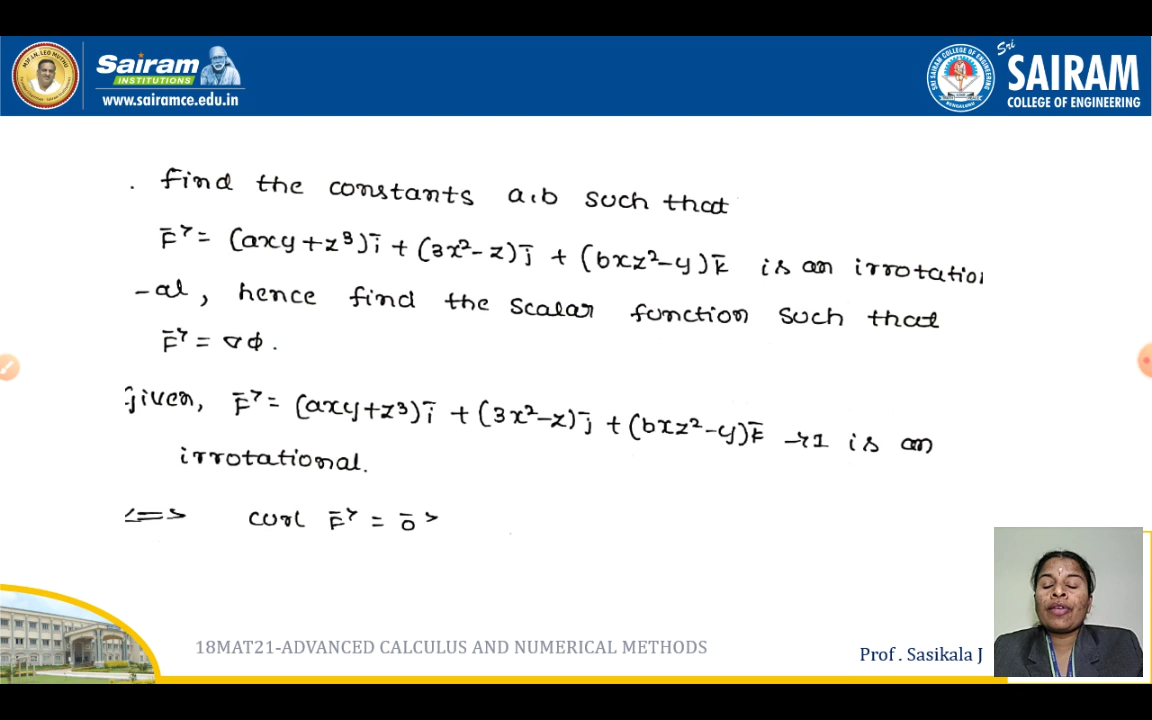 Sairam
INSTITUTIONS
www.sairamce.edu.in
Sri
SAIRAM
COLLEGE OF ENGINEERING
. find the constants a,b such that
F⃗ = (axy+z³)ī + (3x²-z)j̄ + (bxz²-y)k̄ is an irrotation
-al, hence find the scalar function such that
F⃗ = ∇φ.
given, F⃗ = (axy+z³)ī + (3x²-z)j̄ + (bxz²-y)k̄ →1 is an
irrotational.
⟺ curl F⃗ = 0⃗
18MAT21-ADVANCED CALCULUS AND NUMERICAL METHODS
Prof . Sasikala J